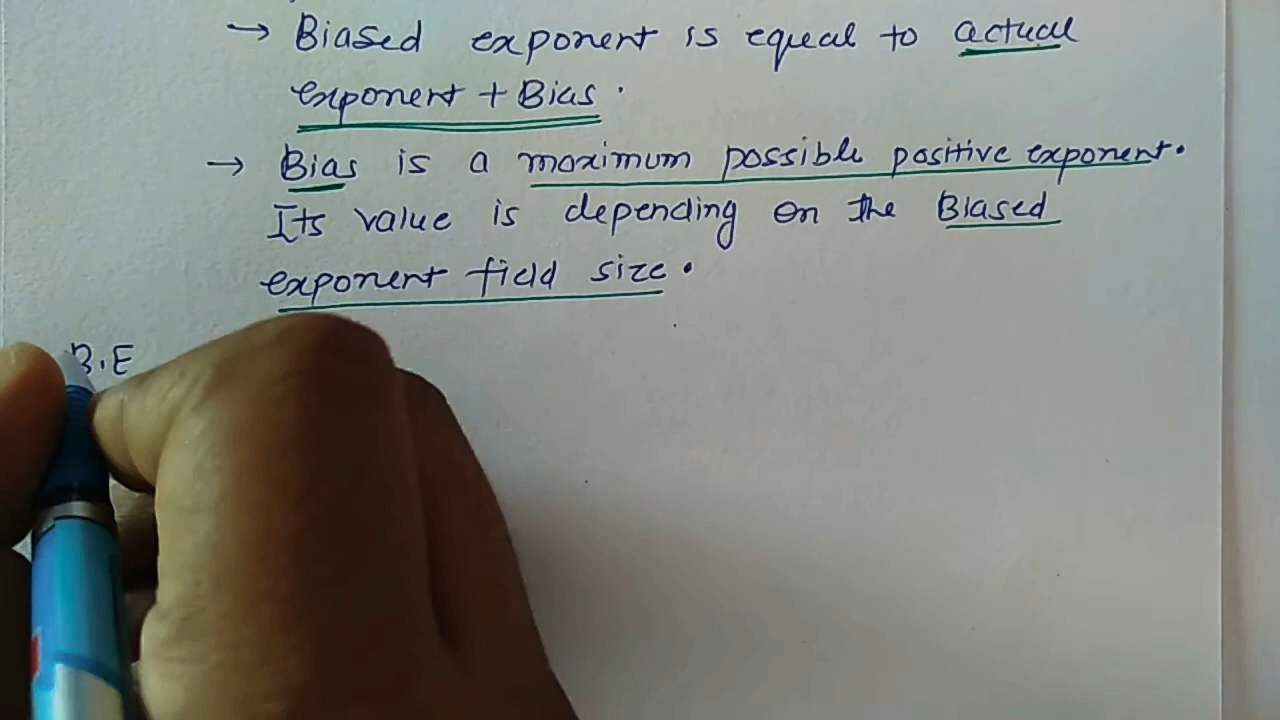 → Biased exponent is equal to actual
exponent + Bias.
→ Bias is a maximum possible positive exponent.
Its value is depending on the Biased
exponent field size.
B.E